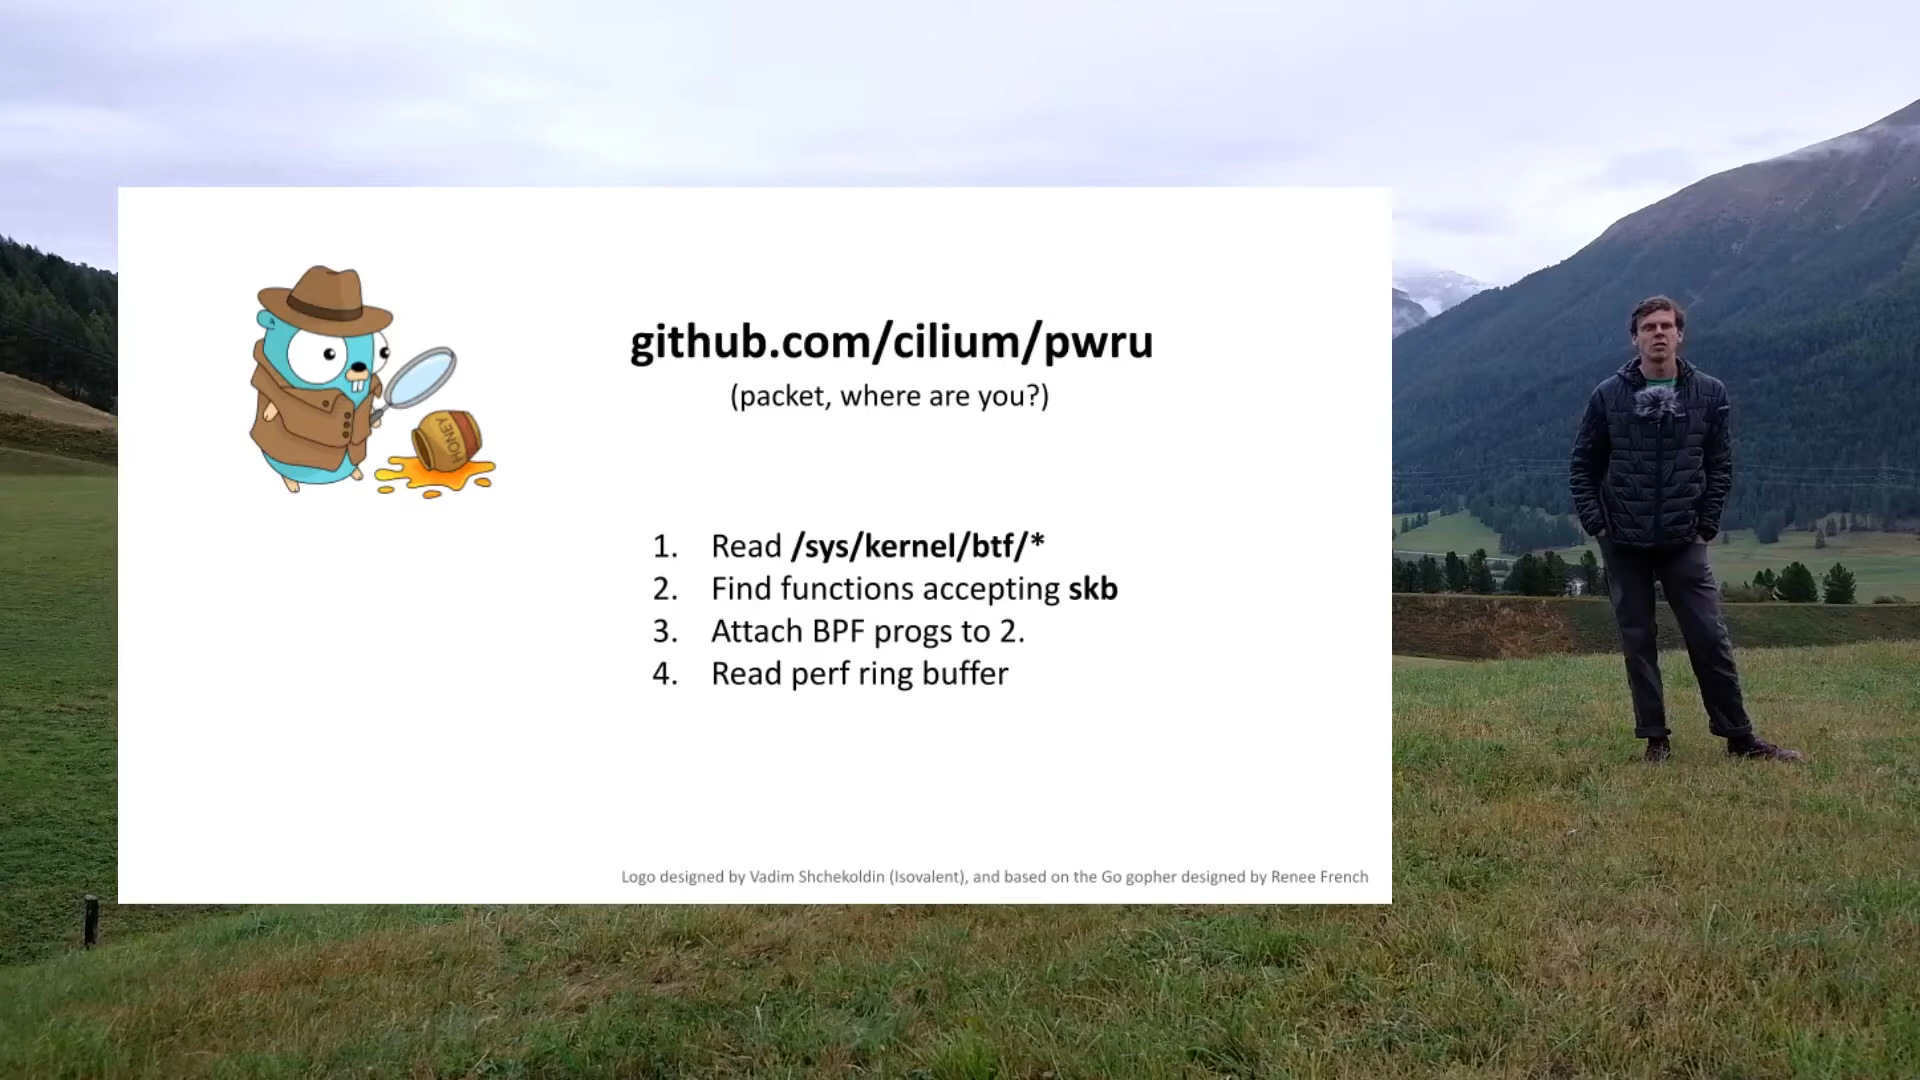 github.com/cilium/pwru
(packet, where are you?)
HONEY
1. Read /sys/kernel/btf/*
2. Find functions accepting skb
3. Attach BPF progs to 2.
4. Read perf ring buffer
Logo designed by Vadim Shchekoldin (Isovalent), and based on the Go gopher designed by Renee French